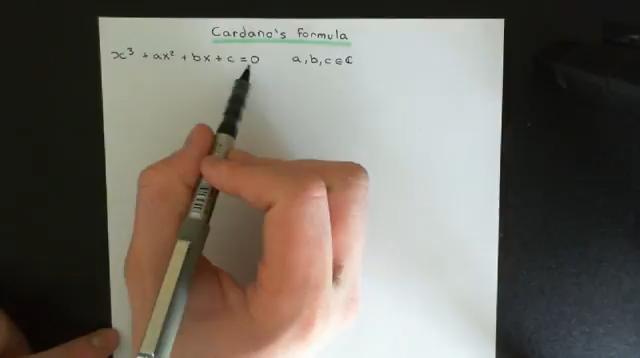 Cardano's Formula
x³ + ax² + bx + c = 0 a, b, c ∈ ℂ